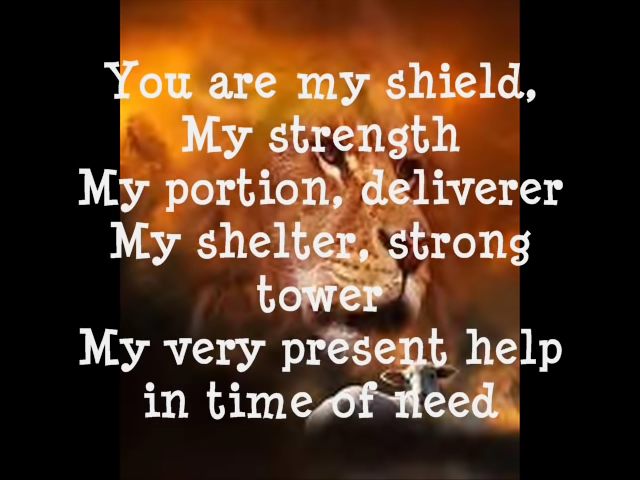 You are my shield,
My strength
My portion, deliverer
My shelter, strong
tower
My very present help
in time of need